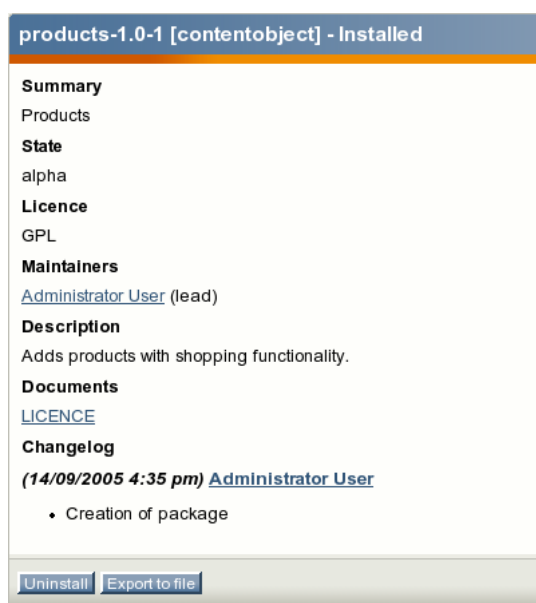 products-1.0-1 [contentobject] - Installed
Summary
Products
State
alpha
Licence
GPL
Maintainers
Administrator User (lead)
Description
Adds products with shopping functionality.
Documents
LICENCE
Changelog
(14/09/2005 4:35 pm) Administrator User
• Creation of package
Uninstall Export to file